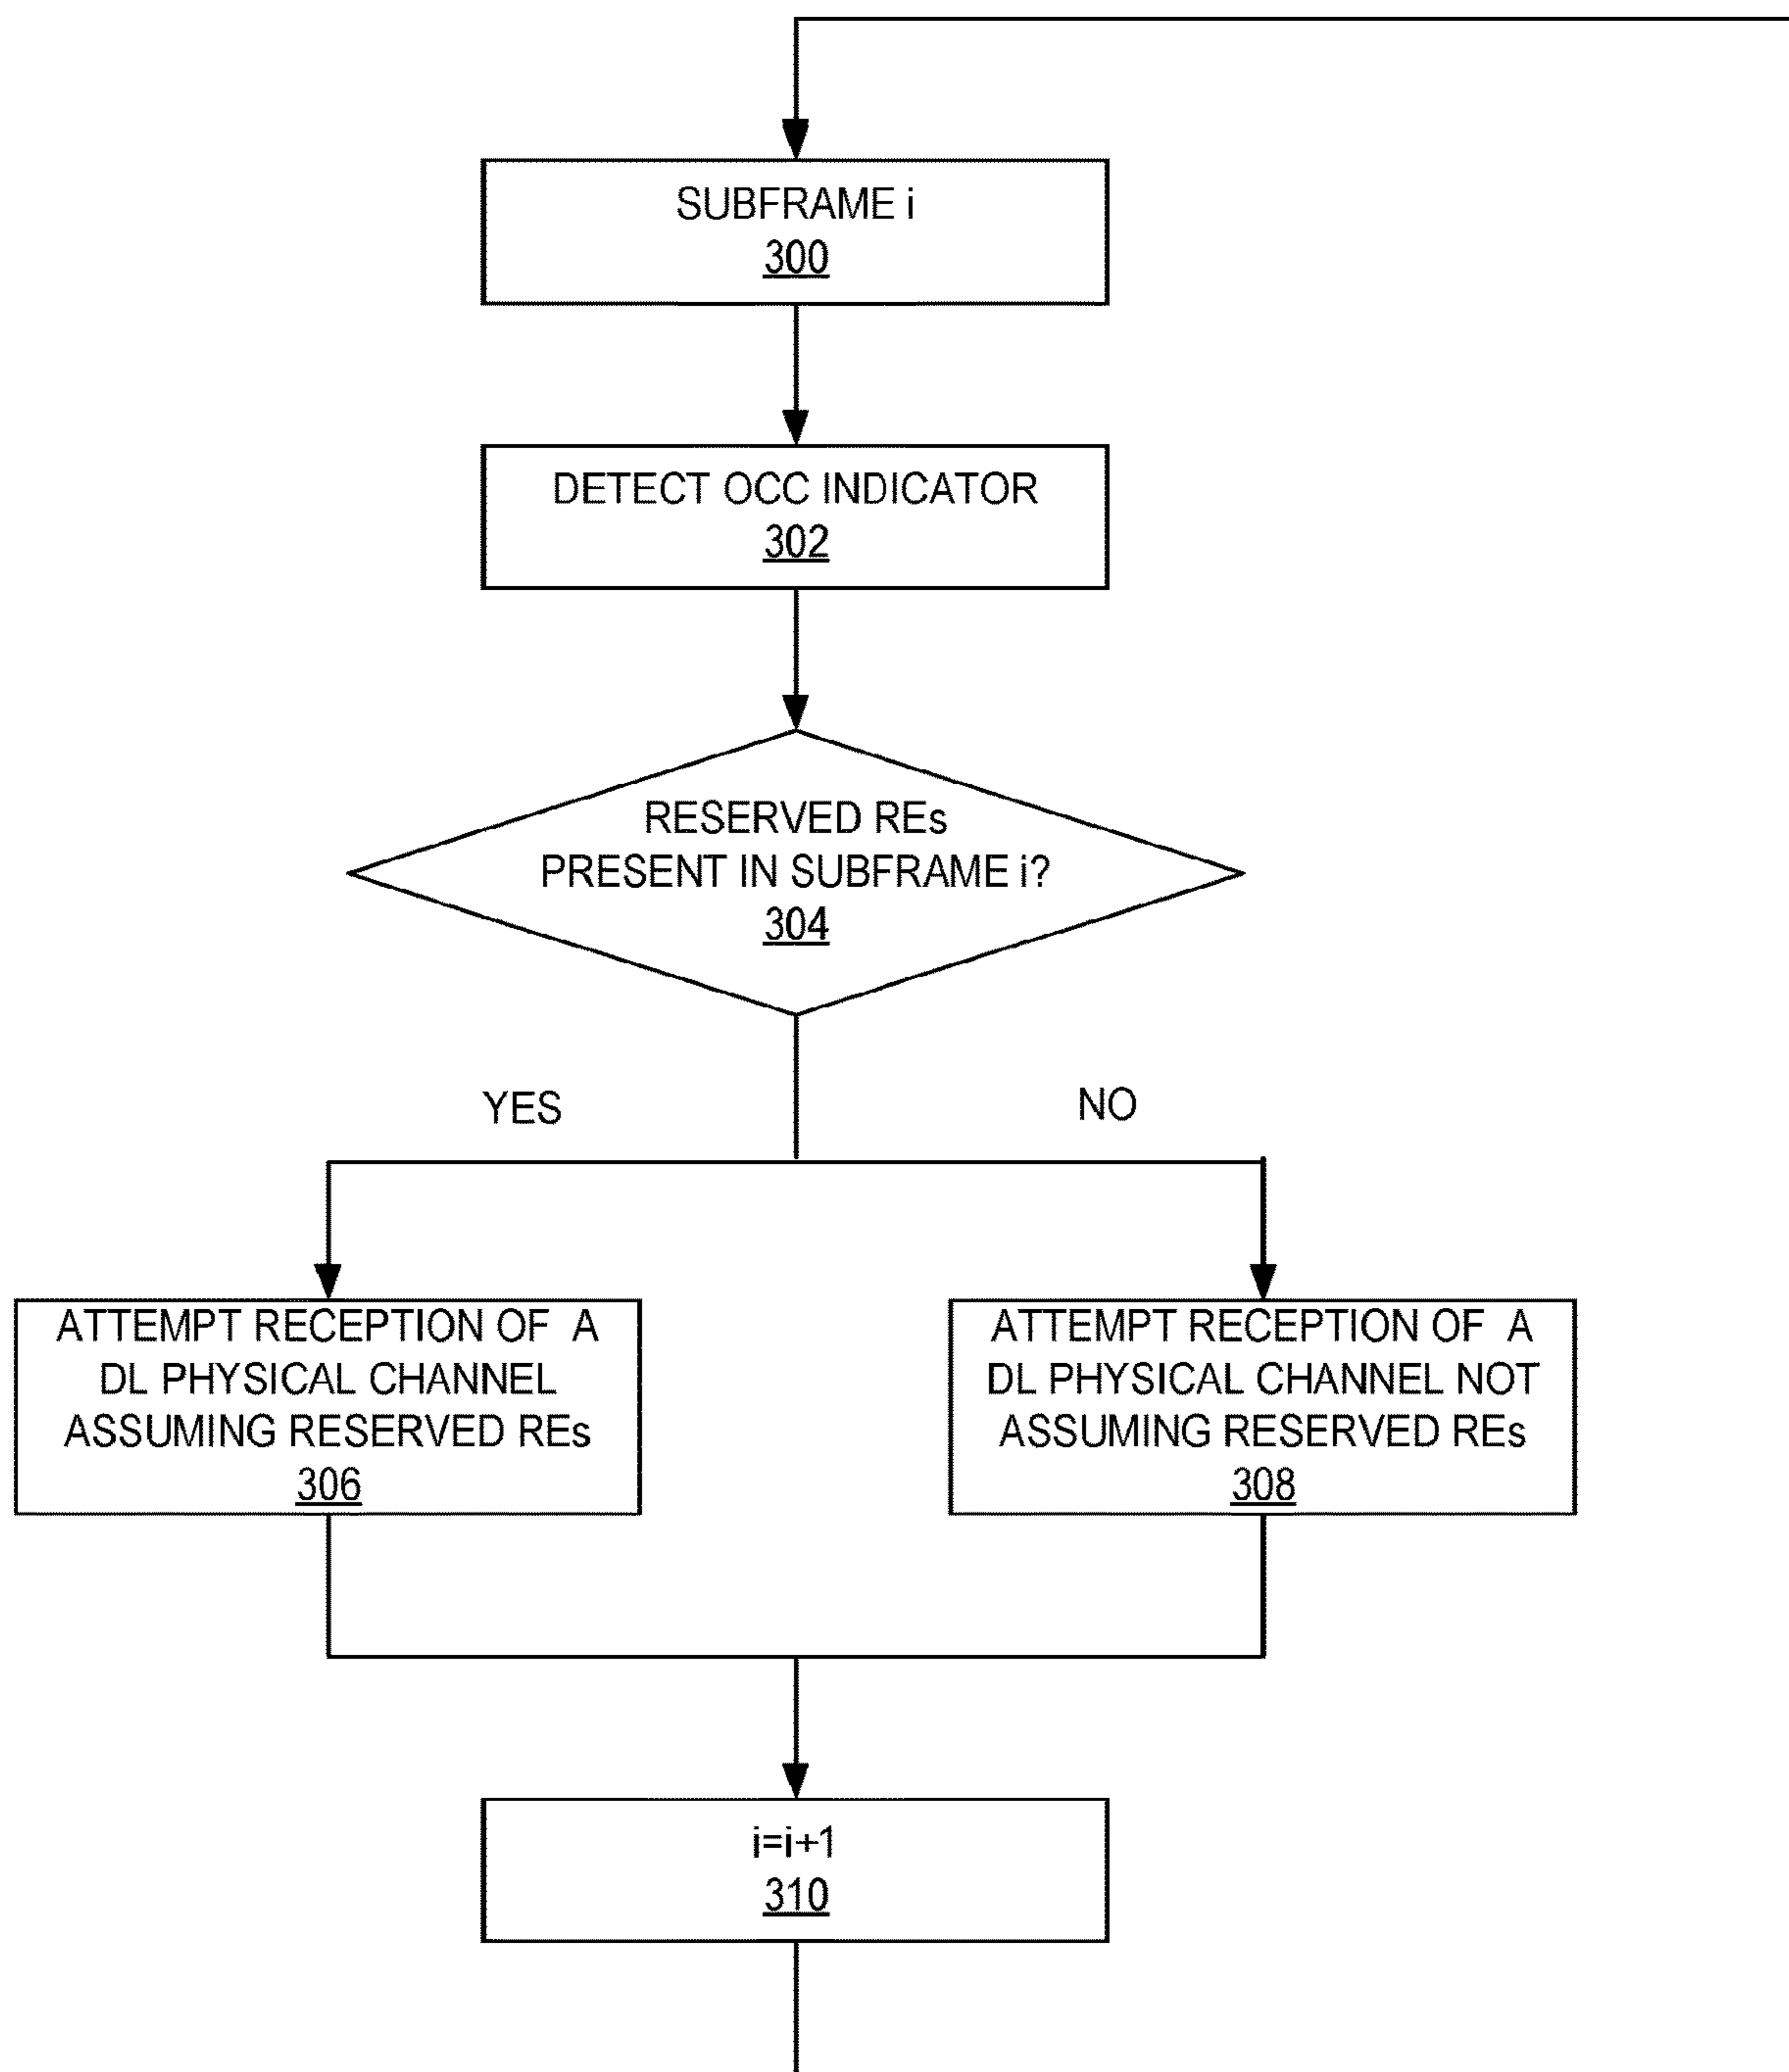 SUBFRAME i
300
DETECT OCC INDICATOR
302
RESERVED REs
PRESENT IN SUBFRAME i?
304
YES
NO
ATTEMPT RECEPTION OF A
DL PHYSICAL CHANNEL
ASSUMING RESERVED REs
306
ATTEMPT RECEPTION OF A
DL PHYSICAL CHANNEL NOT
ASSUMING RESERVED REs
308
i=i+1
310